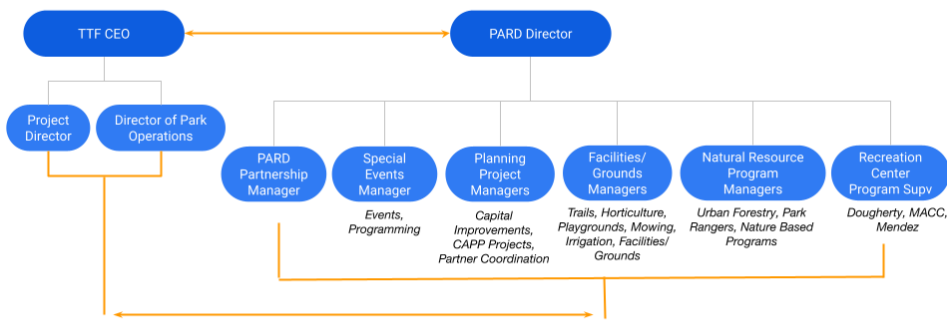 TTF CEO
PARD Director
Project
Director
Director of Park
Operations
PARD
Partnership
Manager
Special
Events
Manager
Planning
Project
Managers
Facilities/
Grounds
Managers
Natural Resource
Program
Managers
Recreation
Center
Program Supv
Events,
Programming
Capital
Improvements,
CAPP Projects,
Partner Coordination
Trails, Horticulture,
Playgrounds, Mowing,
Irrigation, Facilities/
Grounds
Urban Forestry, Park
Rangers, Nature Based
Programs
Dougherty, MACC,
Mendez